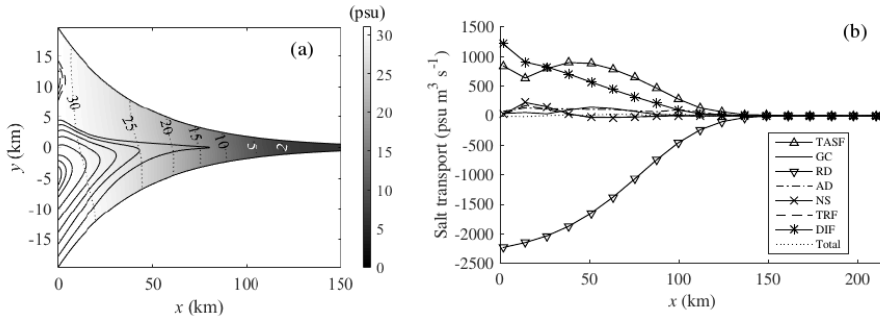 (psu)
(a)
15
10
5
0
-5
-10
-15
y (km)
30
25
20
15
10
5
2
0 50 100 150
x (km)
30
25
20
15
10
5
0
(b)
1500
1000
500
0
-500
-1000
-1500
-2000
-2500
Salt transport (psu m³ s⁻¹)
TASF
GC
RD
AD
NS
TRF
DIF
Total
0 50 100 150 200
x (km)